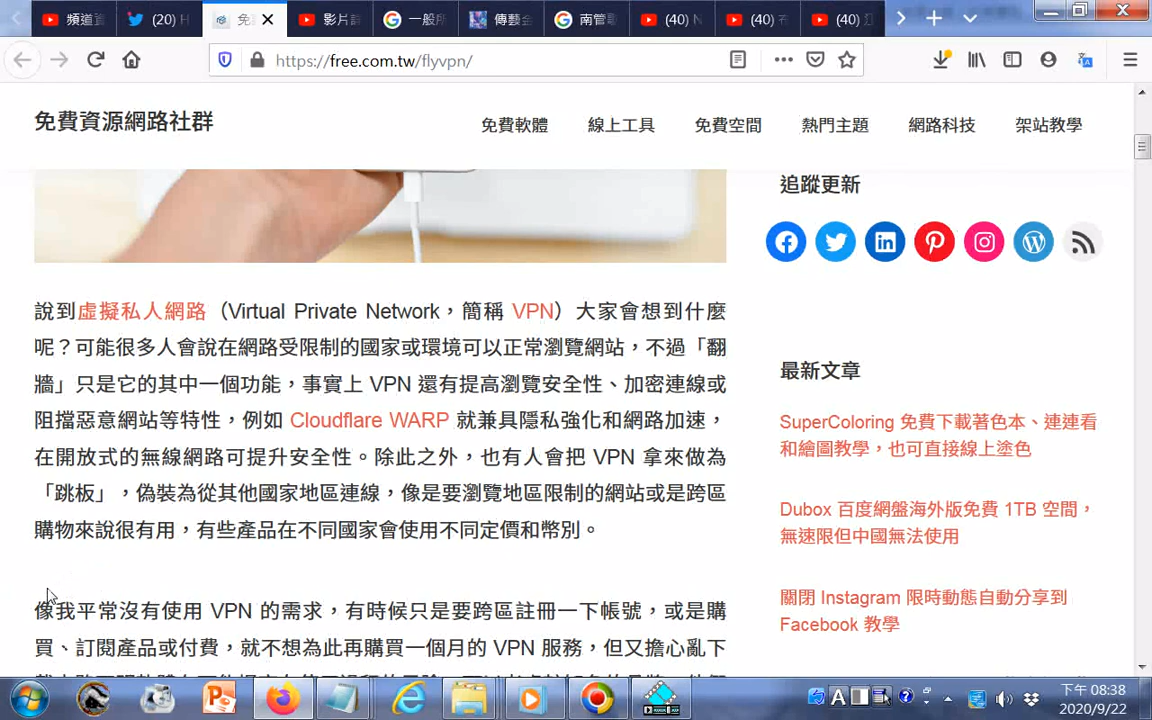 頻道
(20) H
免
影片
一般
傳藝
南管
(40) N
(40)
(40)
https://free.com.tw/flyvpn/
免費資源網路社群
免費軟體 線上工具 免費空間 熱門主題 網路科技 架站教學
追蹤更新
說到虛擬私人網路（Virtual Private Network，簡稱 VPN）大家會想到什麼
呢？可能很多人會說在網路受限制的國家或環境可以正常瀏覽網站，不過「翻
牆」只是它的其中一個功能，事實上 VPN 還有提高瀏覽安全性、加密連線或
阻擋惡意網站等特性，例如 Cloudflare WARP 就兼具隱私強化和網路加速，
在開放式的無線網路可提升安全性。除此之外，也有人會把 VPN 拿來做為
「跳板」，偽裝為從其他國家地區連線，像是要瀏覽地區限制的網站或是跨區
購物來說很有用，有些產品在不同國家會使用不同定價和幣別。
像我平常沒有使用 VPN 的需求，有時候只是要跨區註冊一下帳號，或是購
買、訂閱產品或付費，就不想為此再購買一個月的 VPN 服務，但又擔心亂下
最新文章
SuperColoring 免費下載著色本、連連看
和繪圖教學，也可直接線上塗色
Dubox 百度網盤海外版免費 1TB 空間，
無速限但中國無法使用
關閉 Instagram 限時動態自動分享到
Facebook 教學
下午 08:38
2020/9/22